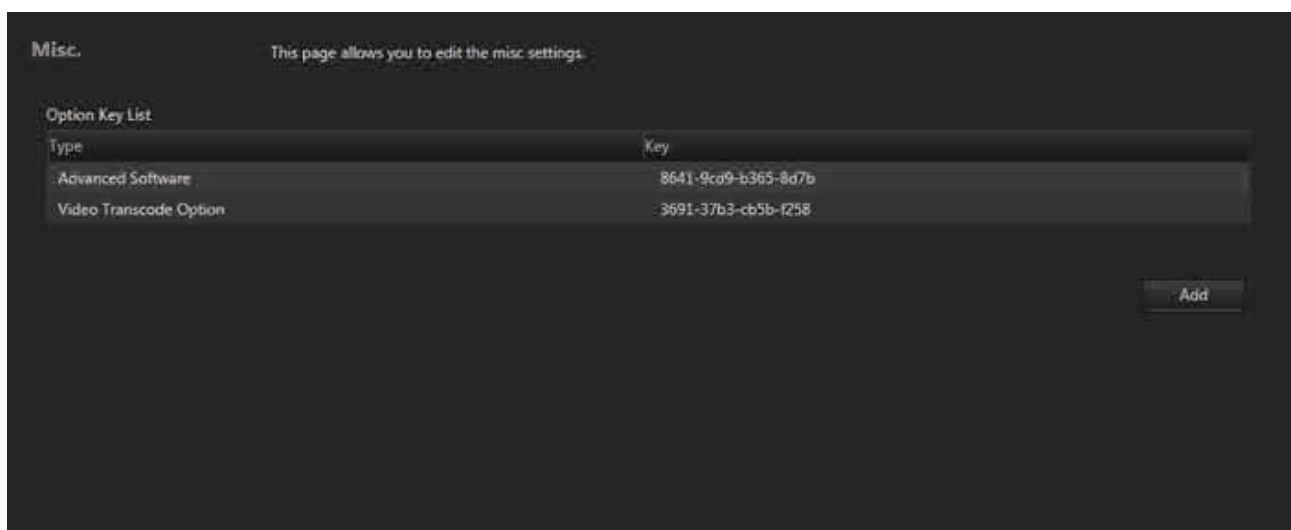 Misc.
This page allows you to edit the misc settings.
Option Key List
Type Key
Advanced Software 8641-9cd9-b365-8d7b
Video Transcode Option 3691-37b3-cb5b-f258
Add